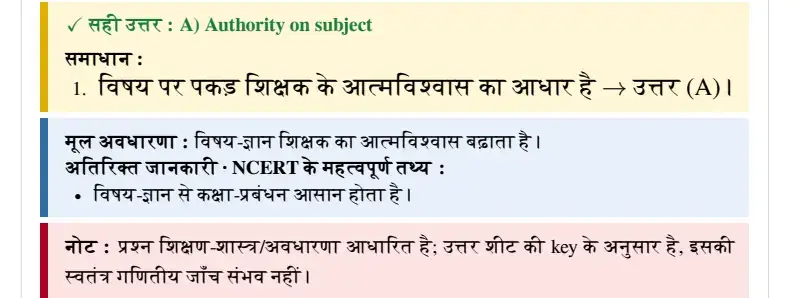 ✓ सही उत्तर : A) Authority on subject
समाधान :
1. विषय पर पकड़ शिक्षक के आत्मविश्वास का आधार है → उत्तर (A)।
मूल अवधारणा : विषय-ज्ञान शिक्षक का आत्मविश्वास बढ़ाता है।
अतिरिक्त जानकारी · NCERT के महत्वपूर्ण तथ्य :
• विषय-ज्ञान से कक्षा-प्रबंधन आसान होता है।
नोट : प्रश्न शिक्षण-शास्त्र/अवधारणा आधारित है; उत्तर शीट की key के अनुसार है, इसकी
स्वतंत्र गणितीय जाँच संभव नहीं।